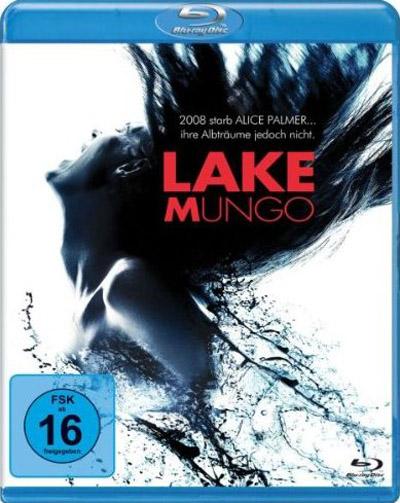 Blu-ray Disc
2008 starb ALICE PALMER...
ihre Albträume jedoch nicht.
LAKE
MUNGO
FSK
ab
16
freigegeben
Blu-ray Disc